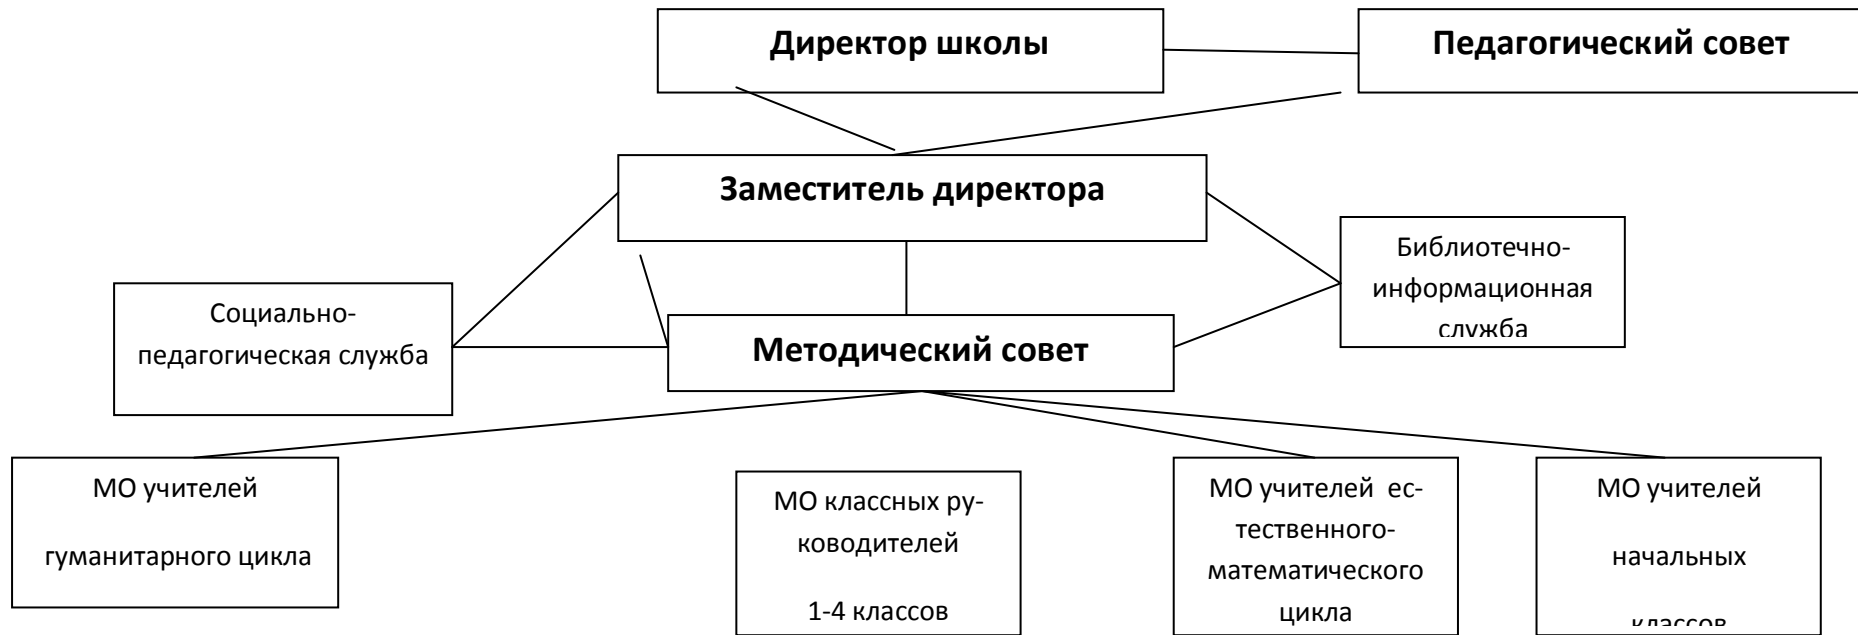 Директор школы
Педагогический совет
Заместитель директора
Библиотечно-
информационная
служба
Социально-
педагогическая служба
Методический совет
МО учителей
гуманитарного цикла
МО классных ру-
ководителей
1-4 классов
МО учителей ес-
тественного-
математического
цикла
МО учителей
начальных
классов